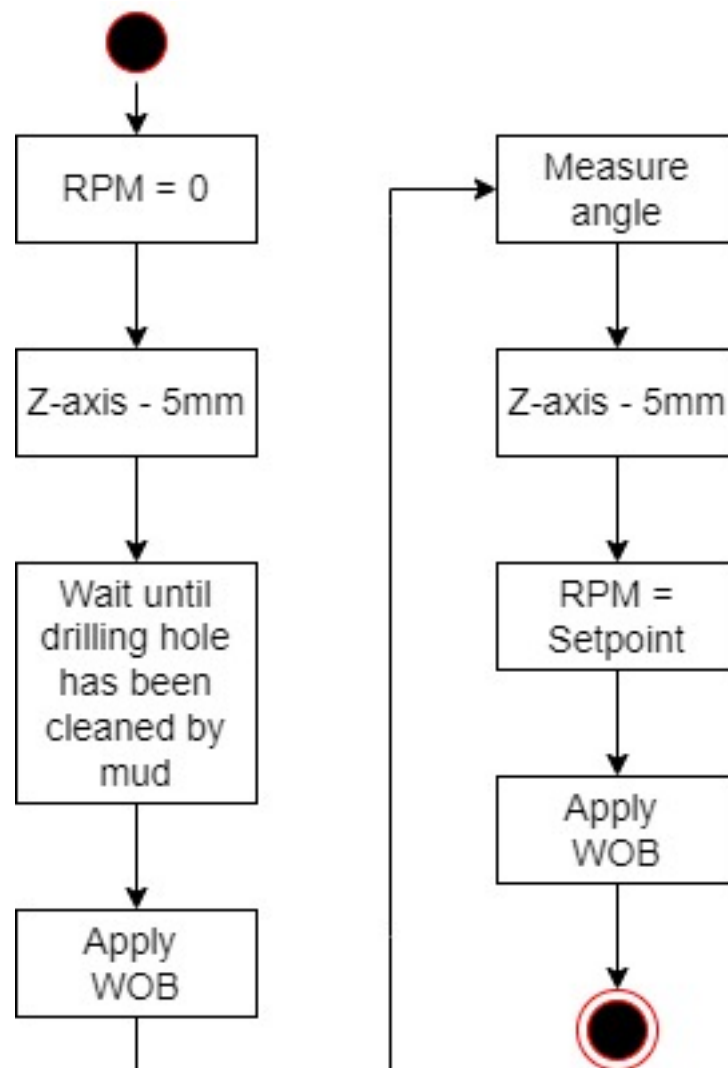 RPM = 0
Z-axis - 5mm
Wait until
drilling hole
has been
cleaned by
mud
Apply
WOB
Measure
angle
Z-axis - 5mm
RPM =
Setpoint
Apply
WOB